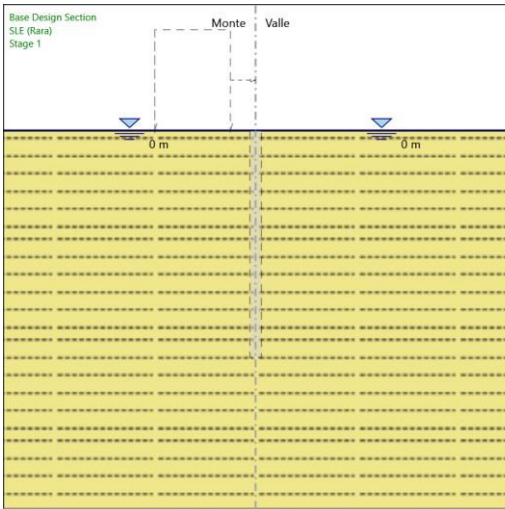 Base Design Section
SLE (Rara)
Stage 1
Monte Valle
0 m 0 m